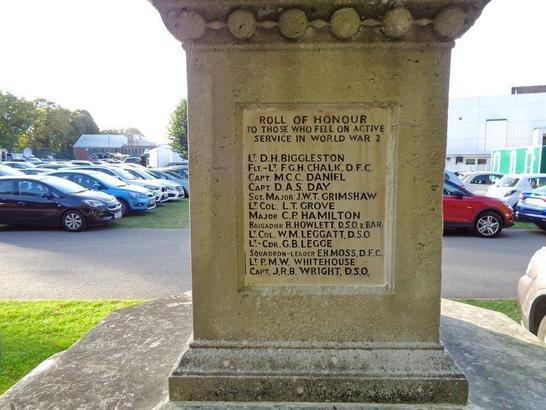 ROLL OF HONOUR
TO THOSE WHO FELL ON ACTIVE
SERVICE IN WORLD WAR 2
LT D.H. BIGGLESTON
FLT-LT F.G.H. CHALK, D.F.C.
CAPT M.C.C. DANIEL
CAPT D.A.S. DAY
SGT. MAJOR J.W.T. GRIMSHAW
LT COL. L.T. GROVE
MAJOR C.P. HAMILTON
BRIGADIER B. HOWLETT, D.S.O. & BAR
LT. COL. W.M. LEGGATT, D.S.O
LT-CDR. G.B. LEGGE
SQUADRON-LEADER E.H. MOSS, D.F.C.
LT P.M.W. WHITEHOUSE
CAPT. J.R.B. WRIGHT, D.S.O.